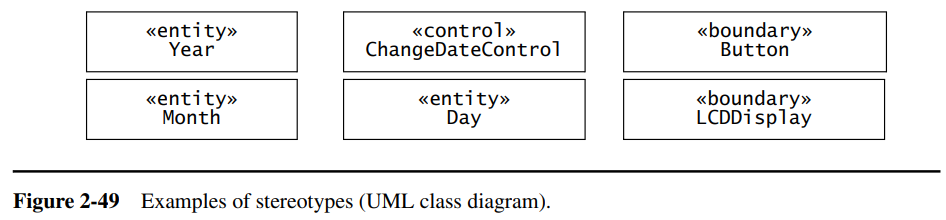 «entity»
Year
«control»
ChangeDateControl
«boundary»
Button
«entity»
Month
«entity»
Day
«boundary»
LCDDisplay
Figure 2-49 Examples of stereotypes (UML class diagram).